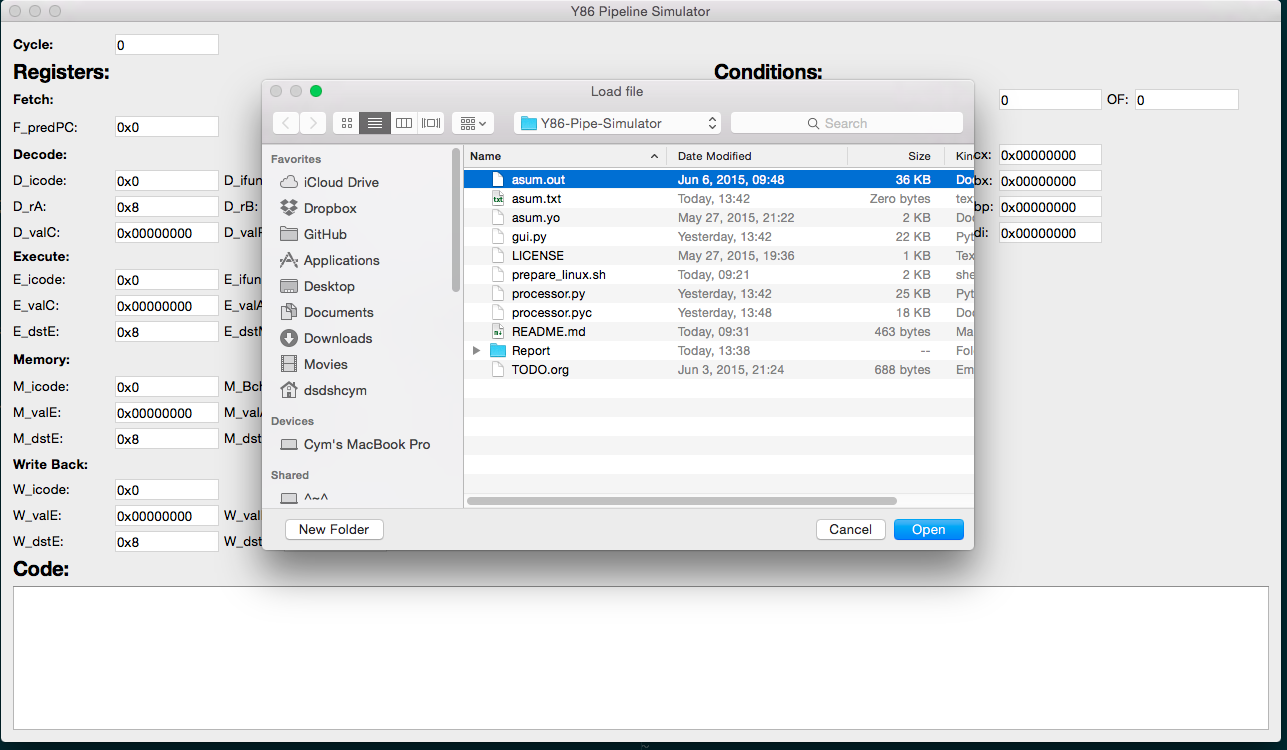 Y86 Pipeline Simulator
Cycle: 0
Registers:
Conditions:
Fetch:
0 OF: 0
F_predPC: 0x0
Decode:
cx: 0x00000000
D_icode: 0x0 D_ifun
bx: 0x00000000
D_rA: 0x8 D_rB:
bp: 0x00000000
D_valC: 0x00000000 D_valP
di: 0x00000000
Execute:
E_icode: 0x0 E_ifun
E_valC: 0x00000000 E_valA
E_dstE: 0x8 E_dstM
Memory:
M_icode: 0x0 M_Bch
M_valE: 0x00000000 M_valA
M_dstE: 0x8 M_dst
Write Back:
W_icode: 0x0
W_valE: 0x00000000 W_val
W_dstE: 0x8 W_dst
Code:
Load file
Y86-Pipe-Simulator
Search
Favorites
iCloud Drive
Dropbox
GitHub
Applications
Desktop
Documents
Downloads
Movies
dsdshcym
Devices
Cym's MacBook Pro
Shared
^~^
Name Date Modified Size Kin
asum.out Jun 6, 2015, 09:48 36 KB Do
asum.txt Today, 13:42 Zero bytes tex
asum.yo May 27, 2015, 21:22 2 KB Doc
gui.py Yesterday, 13:42 22 KB Pyt
LICENSE May 27, 2015, 19:36 1 KB Tex
prepare_linux.sh Today, 09:21 2 KB she
processor.py Yesterday, 13:42 25 KB Pyt
processor.pyc Yesterday, 13:48 18 KB Doc
README.md Today, 09:31 463 bytes Ma
Report Today, 13:38 -- Fol
TODO.org Jun 3, 2015, 21:24 688 bytes Em
New Folder Cancel Open